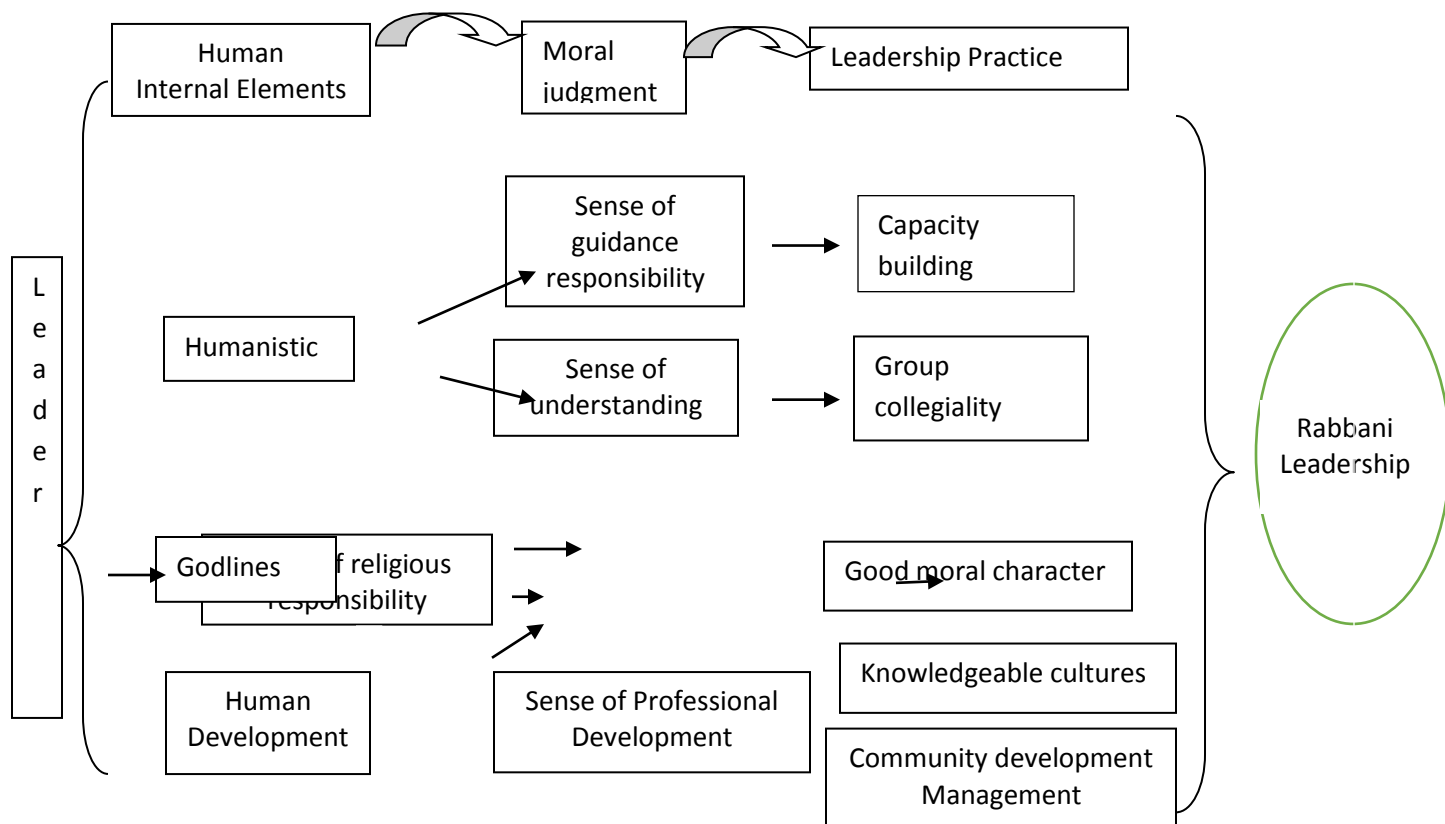 Human
Internal Elements
Moral
judgment
Leadership Practice
L
e
a
d
e
r
Sense of
guidance
responsibility
Capacity
building
Humanistic
Sense of
understanding
Group
collegiality
Rabbani
Leadership
Godlines
religious
responsibility
Good moral character
Human
Development
Sense of Professional
Development
Knowledgeable cultures
Community development
Management